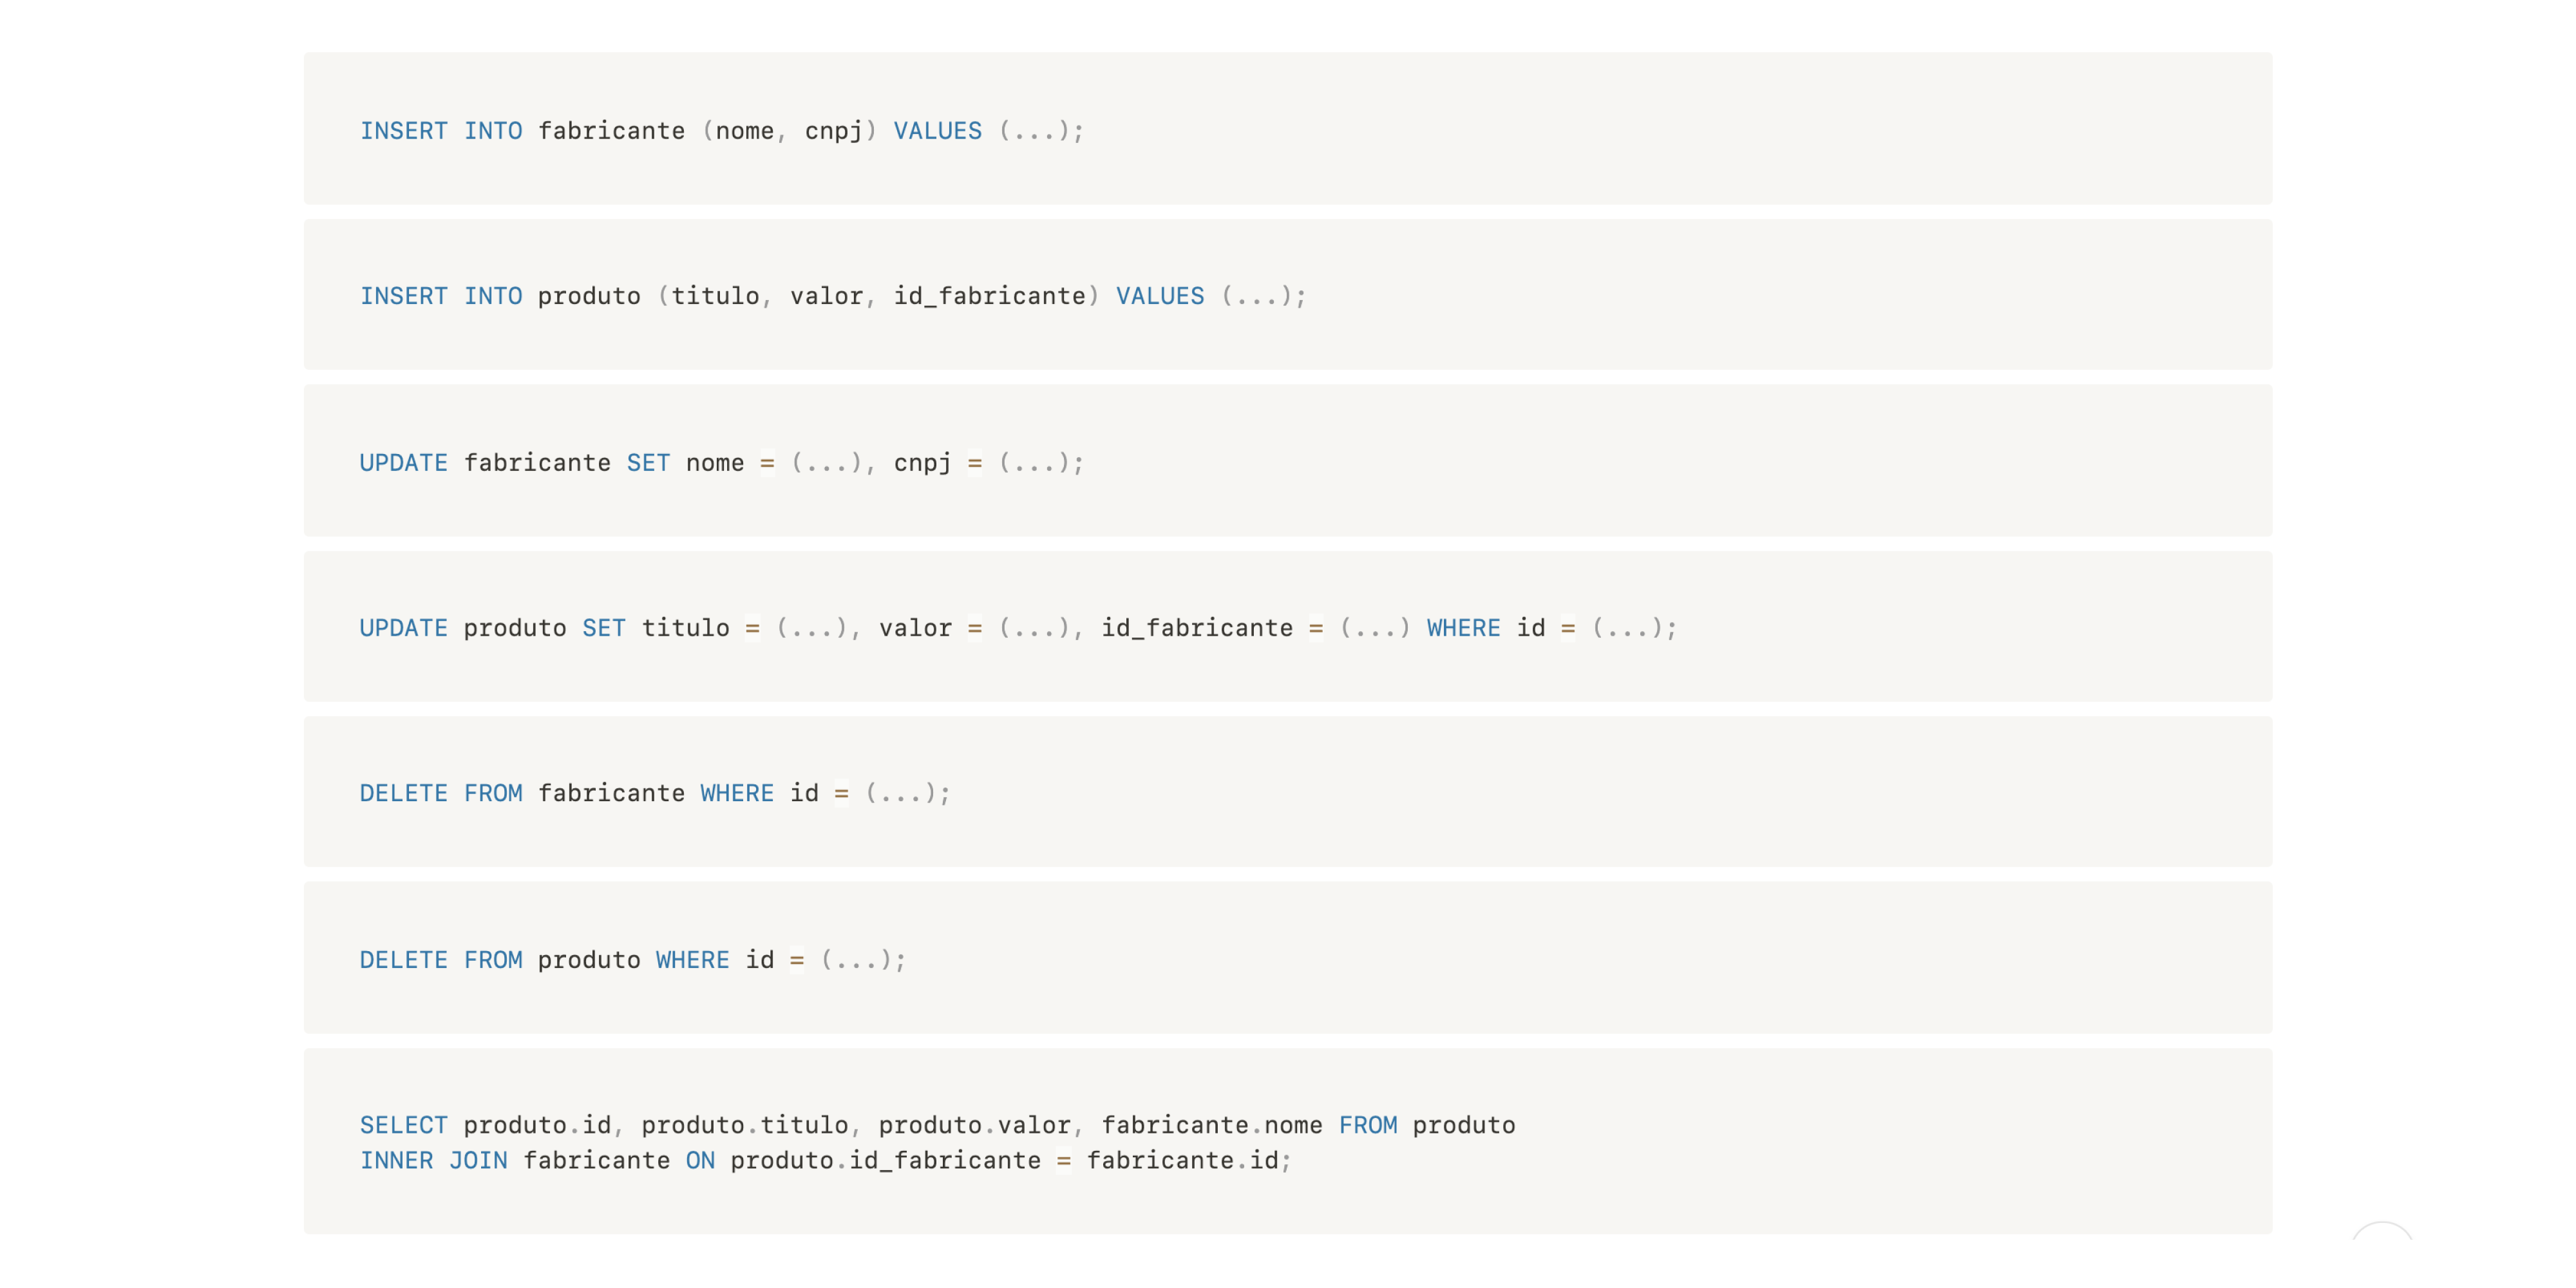 INSERT INTO fabricante (nome, cnpj) VALUES (...);
INSERT INTO produto (titulo, valor, id_fabricante) VALUES (...);
UPDATE fabricante SET nome = (...), cnpj = (...);
UPDATE produto SET titulo = (...), valor = (...), id_fabricante = (...) WHERE id = (...);
DELETE FROM fabricante WHERE id = (...);
DELETE FROM produto WHERE id = (...);
SELECT produto.id, produto.titulo, produto.valor, fabricante.nome FROM produto
INNER JOIN fabricante ON produto.id_fabricante = fabricante.id;